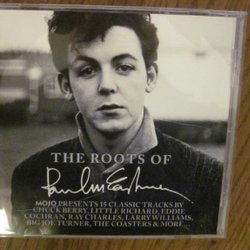 THE ROOTS OF
Paul McCartney
MOJO PRESENTS 15 CLASSIC TRACKS BY
CHUCK BERRY, LITTLE RICHARD, EDDIE
COCHRAN, RAY CHARLES, LARRY WILLIAMS,
BIG JOE TURNER, THE COASTERS & MORE...